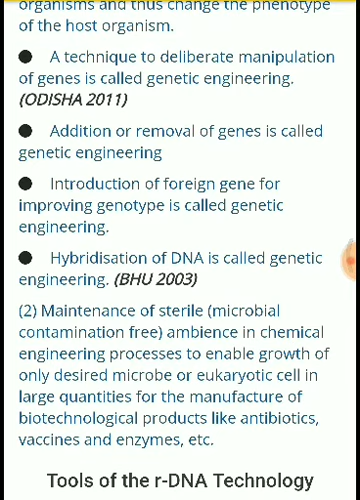 organisms and thus change the phenotype
of the host organism.
● A technique to deliberate manipulation
of genes is called genetic engineering.
(ODISHA 2011)
● Addition or removal of genes is called
genetic engineering
● Introduction of foreign gene for
improving genotype is called genetic
engineering.
● Hybridisation of DNA is called genetic
engineering. (BHU 2003)
(2) Maintenance of sterile (microbial
contamination free) ambience in chemical
engineering processes to enable growth of
only desired microbe or eukaryotic cell in
large quantities for the manufacture of
biotechnological products like antibiotics,
vaccines and enzymes, etc.
Tools of the r-DNA Technology